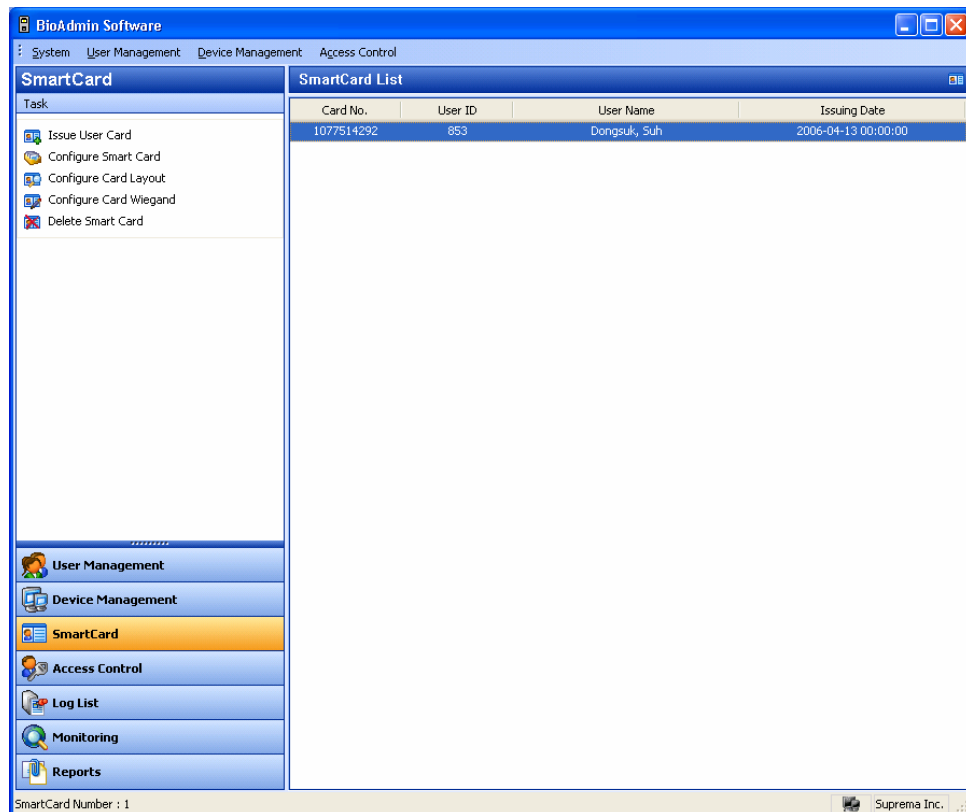 BioAdmin Software
System User Management Device Management Access Control
SmartCard
Task
Issue User Card
Configure Smart Card
Configure Card Layout
Configure Card Wiegand
Delete Smart Card
User Management
Device Management
SmartCard
Access Control
Log List
Monitoring
Reports
SmartCard List
Card No. User ID User Name Issuing Date
1077514292 853 Dongsuk, Suh 2006-04-13 00:00:00
SmartCard Number : 1 Suprema Inc.